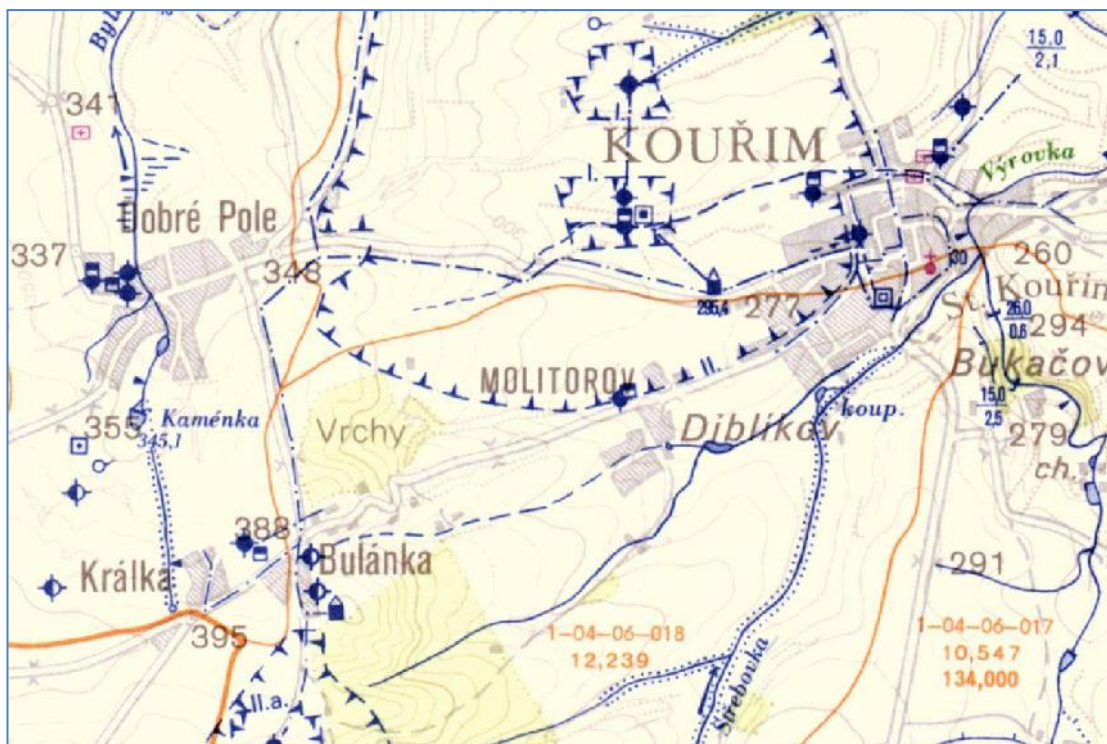 15,0
2,1
341
I.
KOUŘIM
I.
Výrovka
Dobré Pole
337
348
260
130
295,4
277
St. Kouřim
26,0
0,6
294
MOLITOROV
II.
Bukačov
koup.
15,0
2,5
Vrchy
Diblíkov
Kaménka
345,1
355
279
ch.
388
Bulánka
Králka
291
395
1-04-06-018
12,239
1-04-06-017
10,547
134,000
Střebovka
II.a.